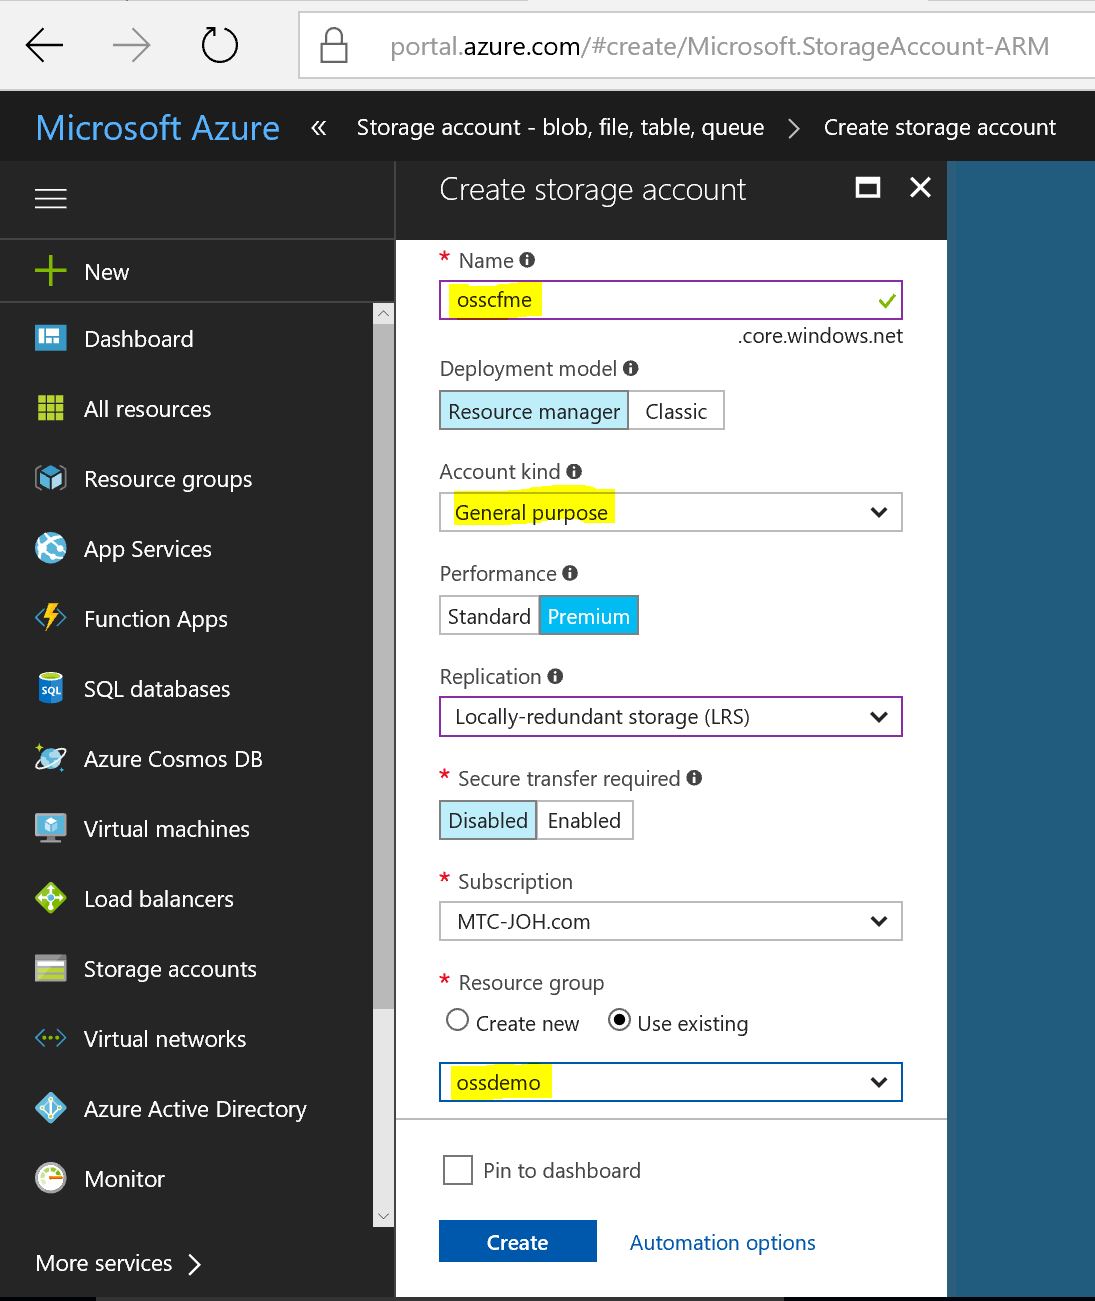 portal.azure.com/#create/Microsoft.StorageAccount-ARM
Microsoft Azure « Storage account - blob, file, table, queue > Create storage account
Create storage account
New
Dashboard
All resources
Resource groups
App Services
Function Apps
SQL databases
Azure Cosmos DB
Virtual machines
Load balancers
Storage accounts
Virtual networks
Azure Active Directory
Monitor
More services >
* Name
osscfme
.core.windows.net
Deployment model
Resource manager Classic
Account kind
General purpose
Performance
Standard Premium
Replication
Locally-redundant storage (LRS)
* Secure transfer required
Disabled Enabled
* Subscription
MTC-JOH.com
* Resource group
Create new Use existing
ossdemo
Pin to dashboard
Create Automation options